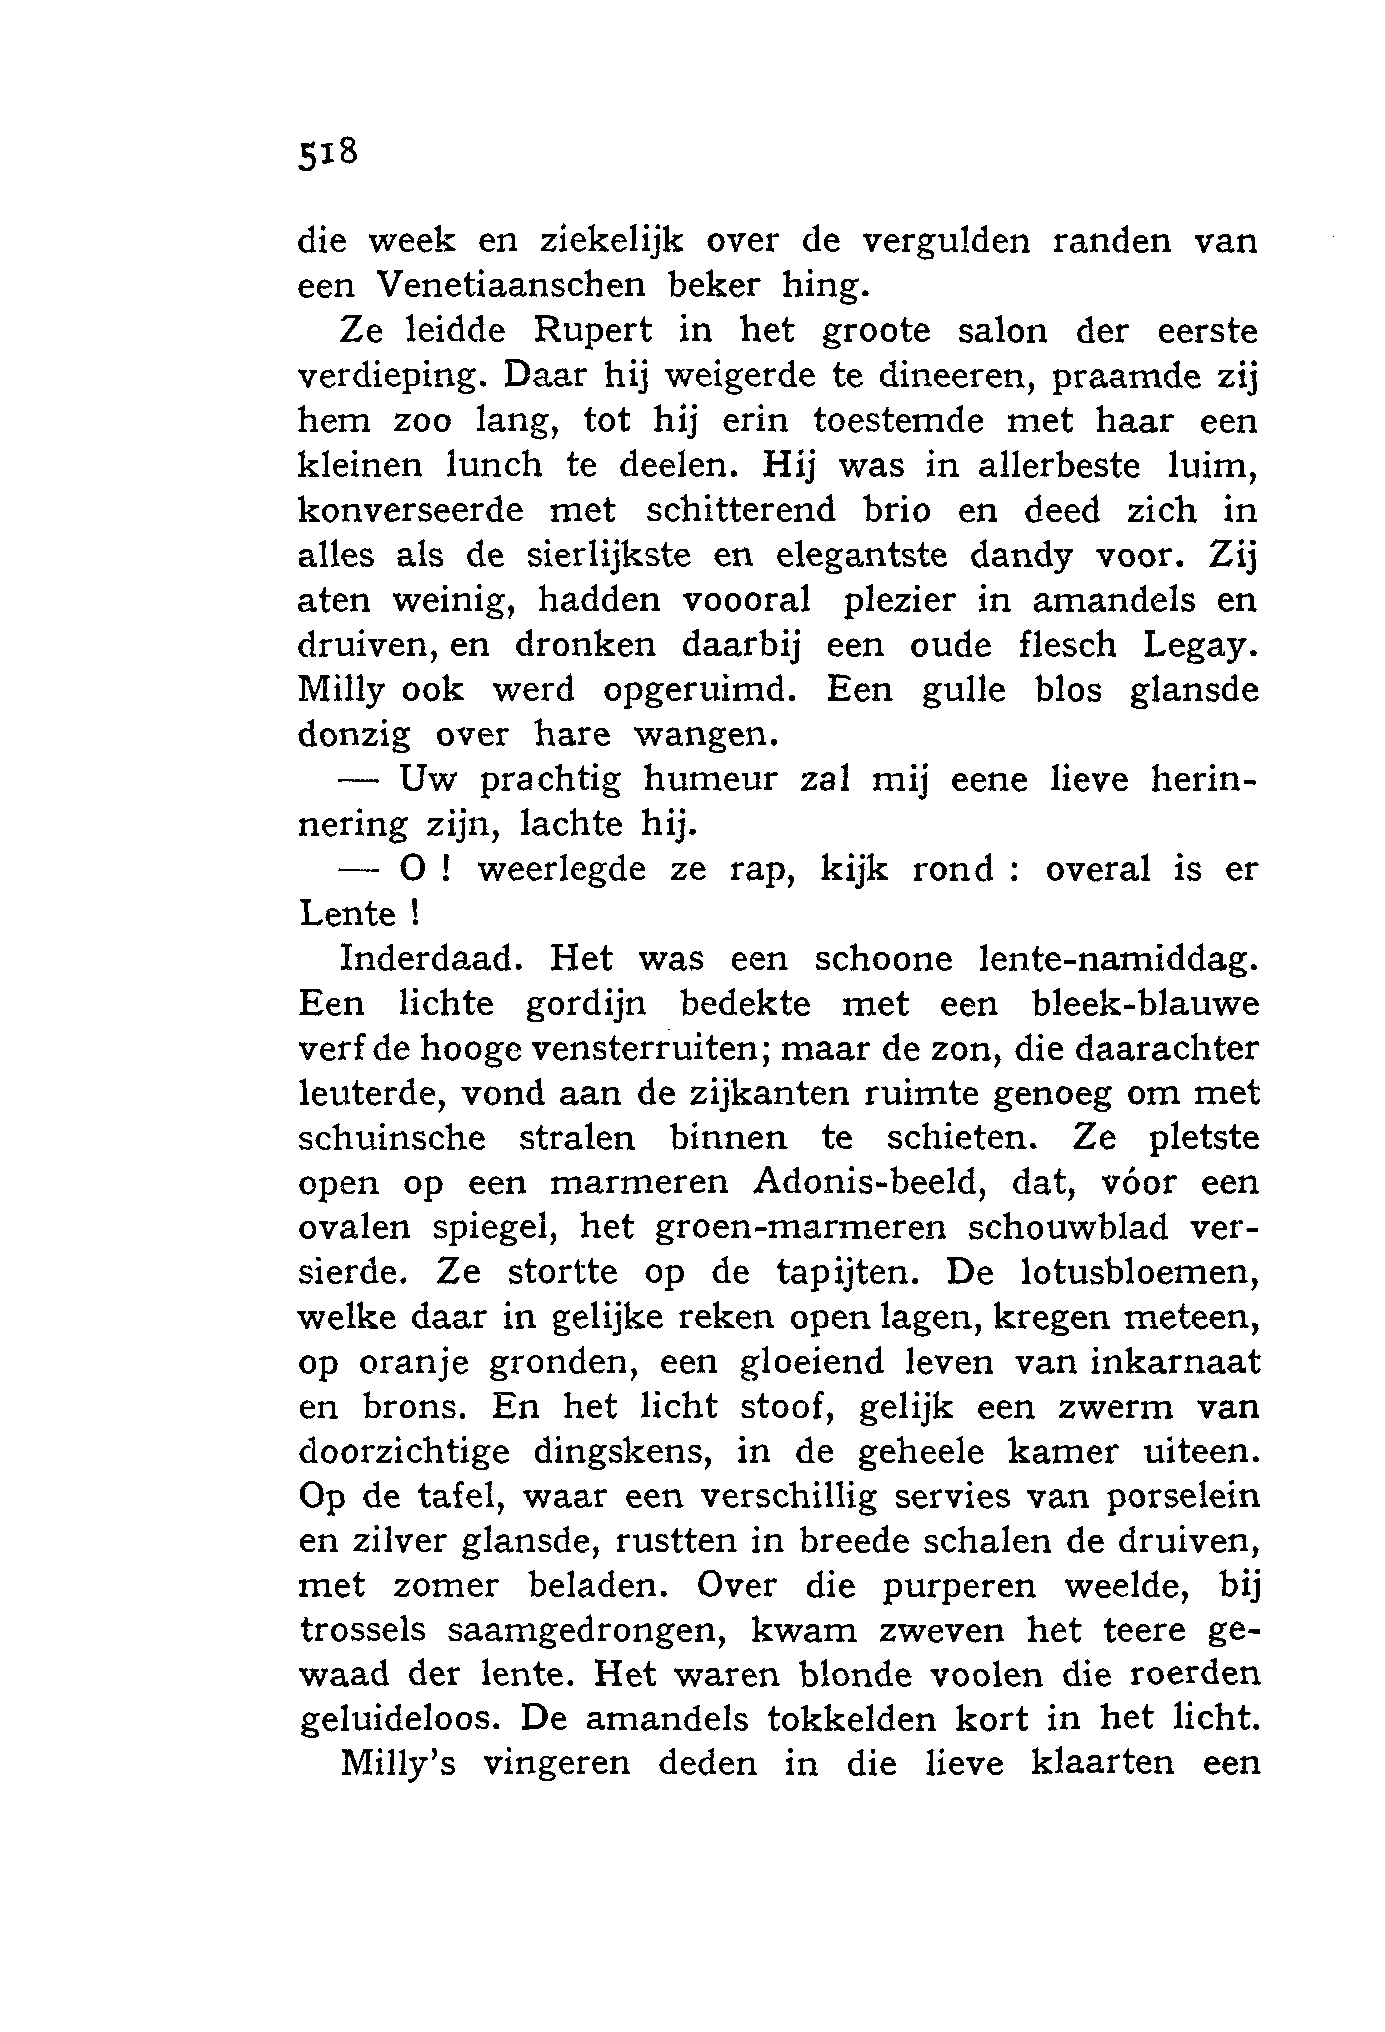 518
die week en ziekelijk over de vergulden randen van
een Venetiaanschen beker hing.
Ze leidde Rupert in het groote salon der eerste
verdieping. Daar hij weigerde te dineeren, praamde zij
hem zoo lang, tot hij erin toestemde met haar een
kleinen lunch te deelen. Hij was in allerbeste luim,
konverseerde met schitterend brio en deed zich in
alles als de sierlijkste en elegantste dandy voor. Zij
aten weinig, hadden voooral plezier in amandels en
druiven, en dronken daarbij een oude flesch Legay.
Milly ook werd opgeruimd. Een gulle blos glansde
donzig over hare wangen.
— Uw prachtig humeur zal mij eene lieve herin-
nering zijn, lachte hij.
— O ! weerlegde ze rap, kijk rond : overal is er
Lente !
Inderdaad. Het was een schoone lente-namiddag.
Een lichte gordijn bedekte met een bleek-blauwe
verf de hooge vensterruiten; maar de zon, die daarachter
leuterde, vond aan de zijkanten ruimte genoeg om met
schuinsche stralen binnen te schieten. Ze pletste
open op een marmeren Adonis-beeld, dat, vóor een
ovalen spiegel, het groen-marmeren schouwblad ver-
sierde. Ze stortte op de tapijten. De lotusbloemen,
welke daar in gelijke reken open lagen, kregen meteen,
op oranje gronden, een gloeiend leven van inkarnaat
en brons. En het licht stoof, gelijk een zwerm van
doorzichtige dingskens, in de geheele kamer uiteen.
Op de tafel, waar een verschillig servies van porselein
en zilver glansde, rustten in breede schalen de druiven,
met zomer beladen. Over die purperen weelde, bij
trossels saamgedrongen, kwam zweven het teere ge-
waad der lente. Het waren blonde voolen die roerden
geluideloos. De amandels tokkelden kort in het licht.
Milly's vingeren deden in die lieve klaarten een